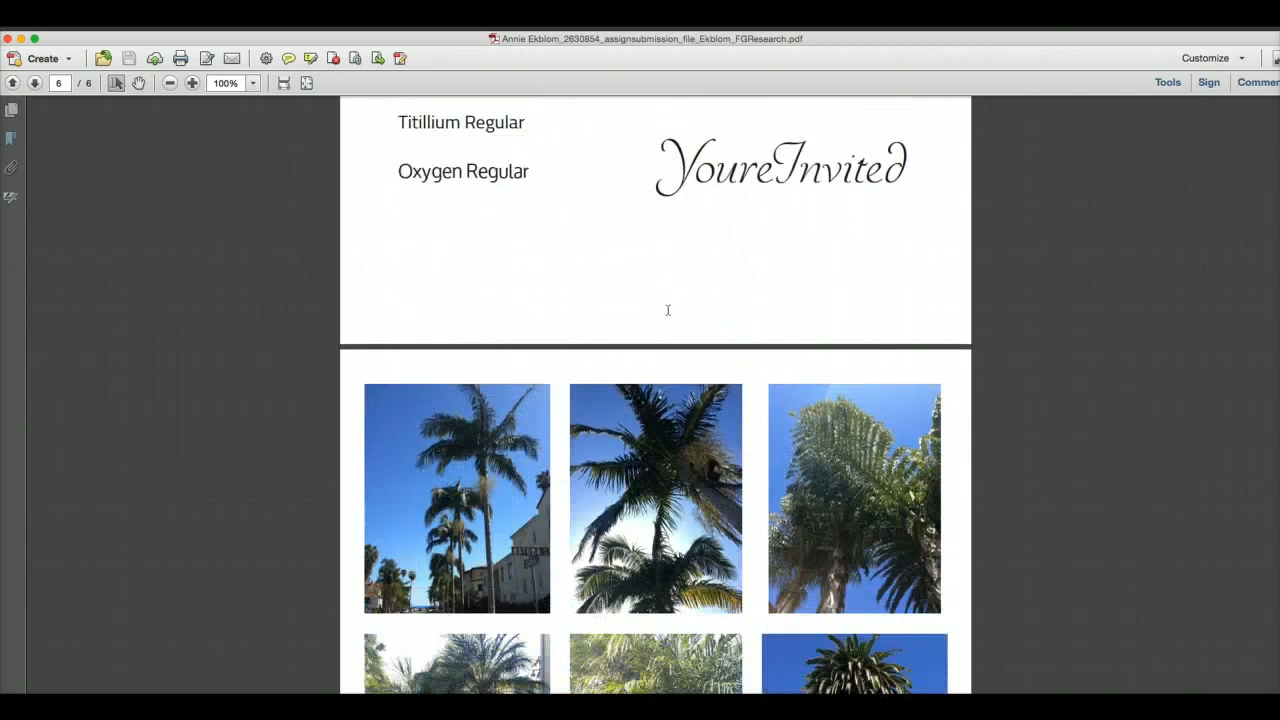 Annie Ekblom_2630854_assignsubmission_file_Ekblom_FGResearch.pdf
Create
Customize
6 / 6
100%
Tools
Sign
Commen
Titillium Regular
YoureInvited
Oxygen Regular